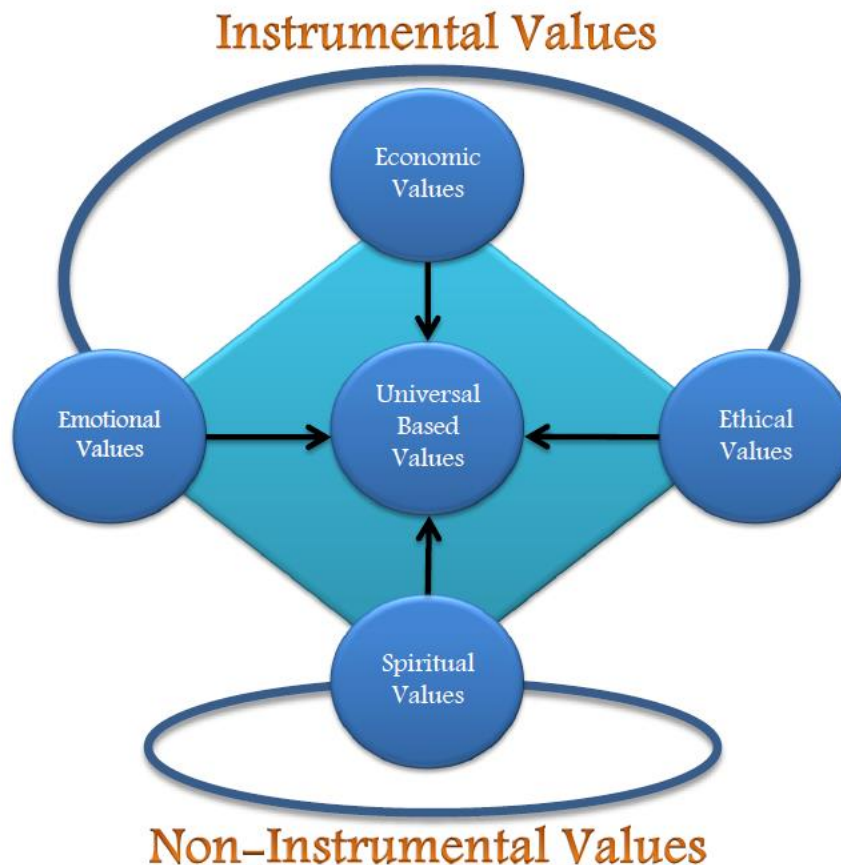 Instrumental Values
Economic
Values
Emotional
Values
Universal
Based
Values
Ethical
Values
Spiritual
Values
Non-Instrumental Values